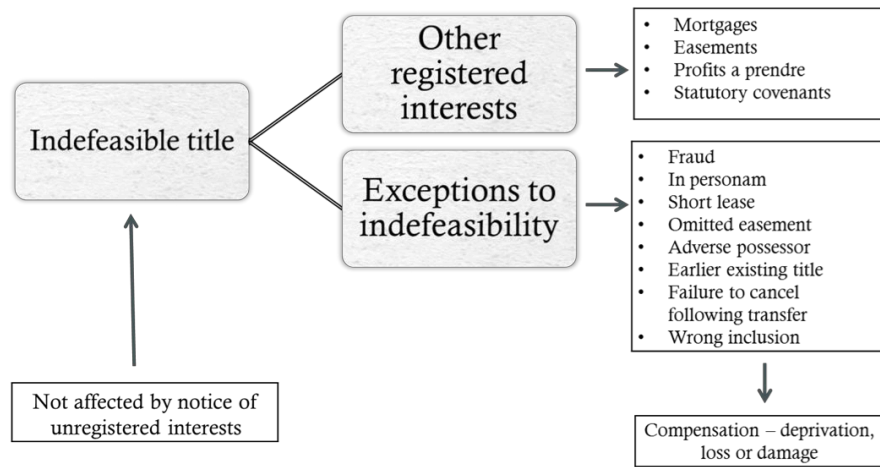 Indefeasible title
Other
registered
interests
Exceptions to
indefeasibility
• Mortgages
• Easements
• Profits a prendre
• Statutory covenants
• Fraud
• In personam
• Short lease
• Omitted easement
• Adverse possessor
• Earlier existing title
• Failure to cancel
following transfer
• Wrong inclusion
Not affected by notice of
unregistered interests
Compensation – deprivation,
loss or damage